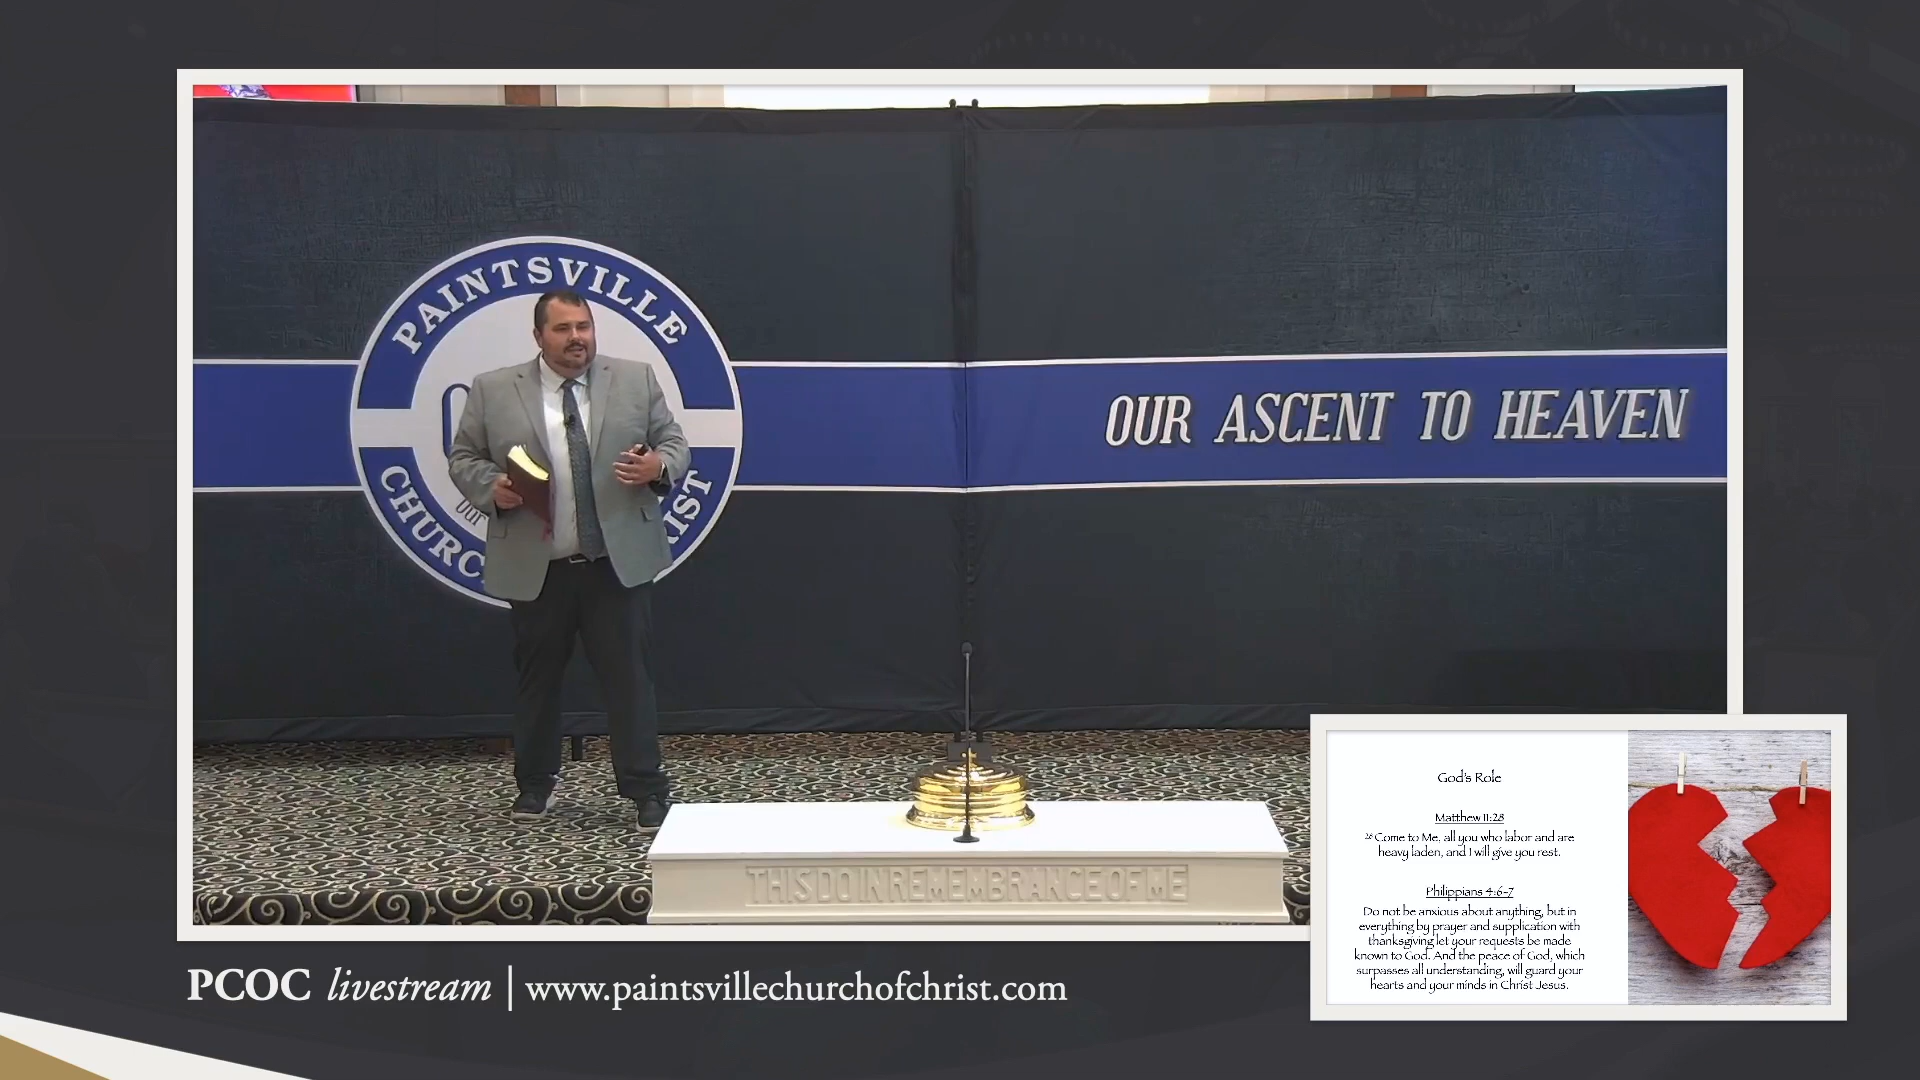 PAINTSVILLE
CHURC
RIST
OUR
OUR ASCENT TO HEAVEN
THIS DO IN REMEMBRANCE OF ME
God's Role
Matthew 11:28
28 Come to Me, all you who labor and are
heavy laden, and I will give you rest.
Philippians 4:6-7
Do not be anxious about anything, but in
everything by prayer and supplication with
thanksgiving let your requests be made
known to God. And the peace of God, which
surpasses all understanding, will guard your
hearts and your minds in Christ Jesus.
PCOC livestream | www.paintsvillechurchofchrist.com